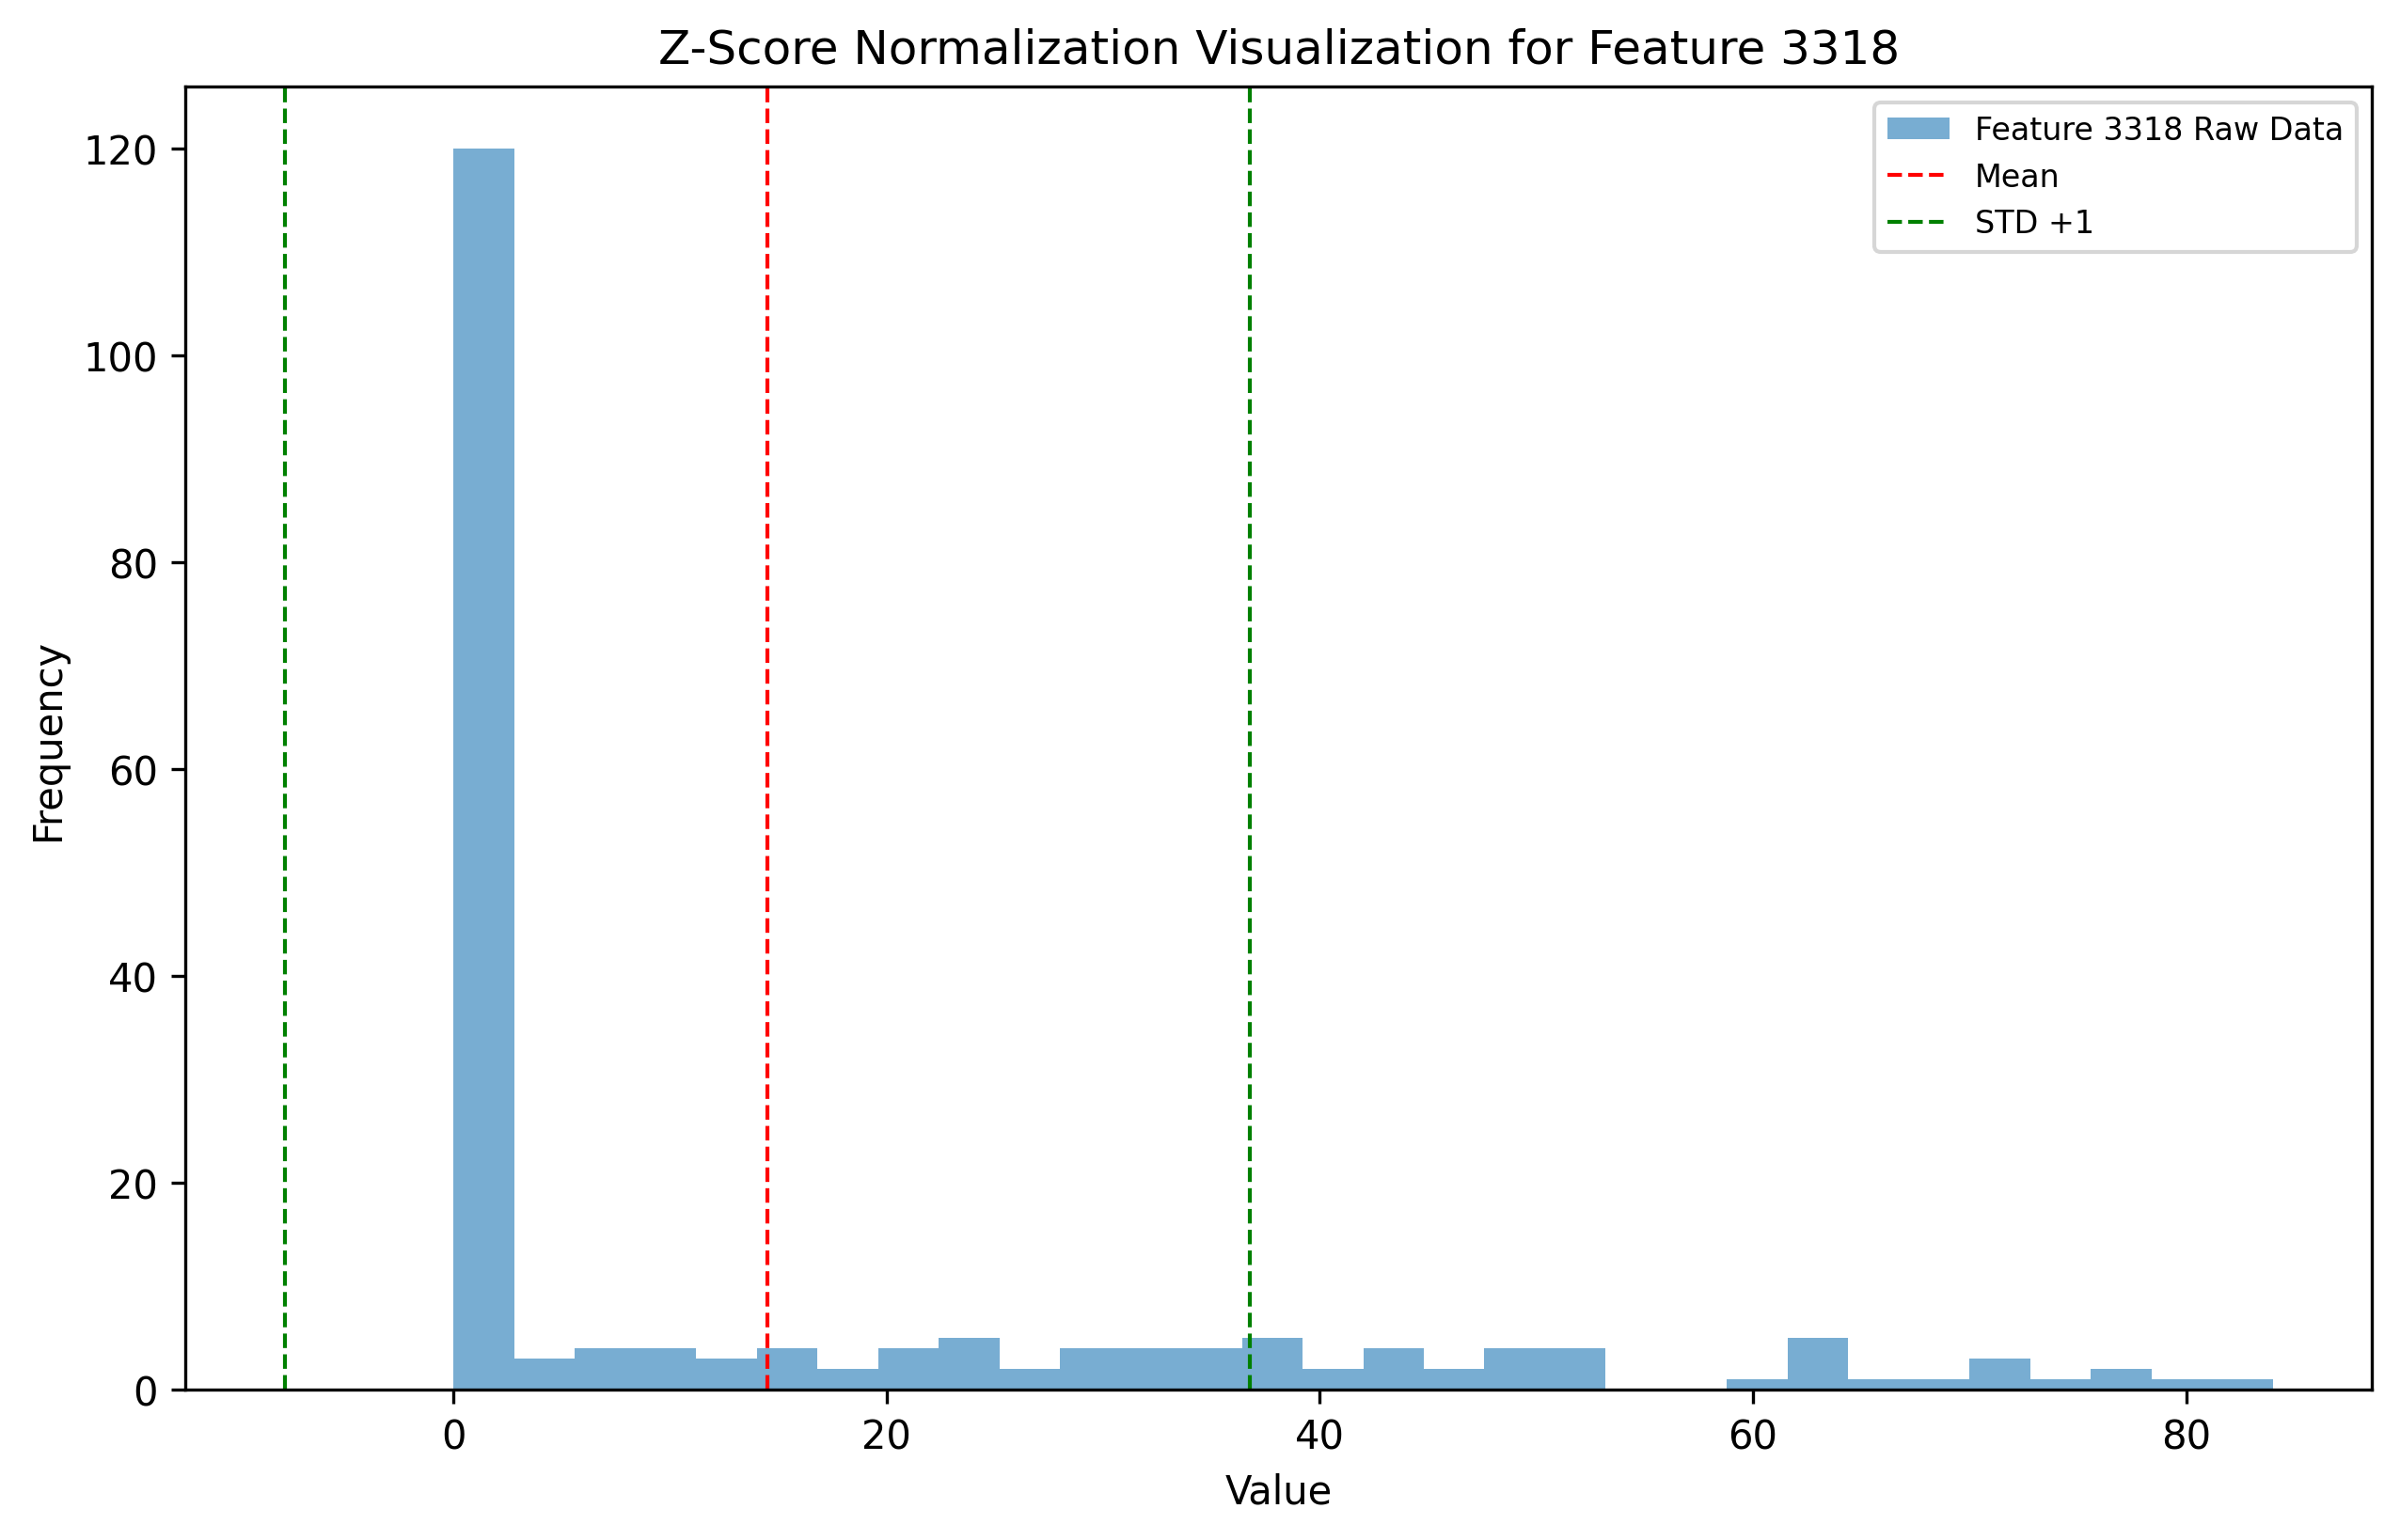 Z-Score Normalization Visualization for Feature 3318
Feature 3318 Raw Data
Mean
STD +1
120
100
80
60
40
20
0
Frequency
0 20 40 60 80
Value